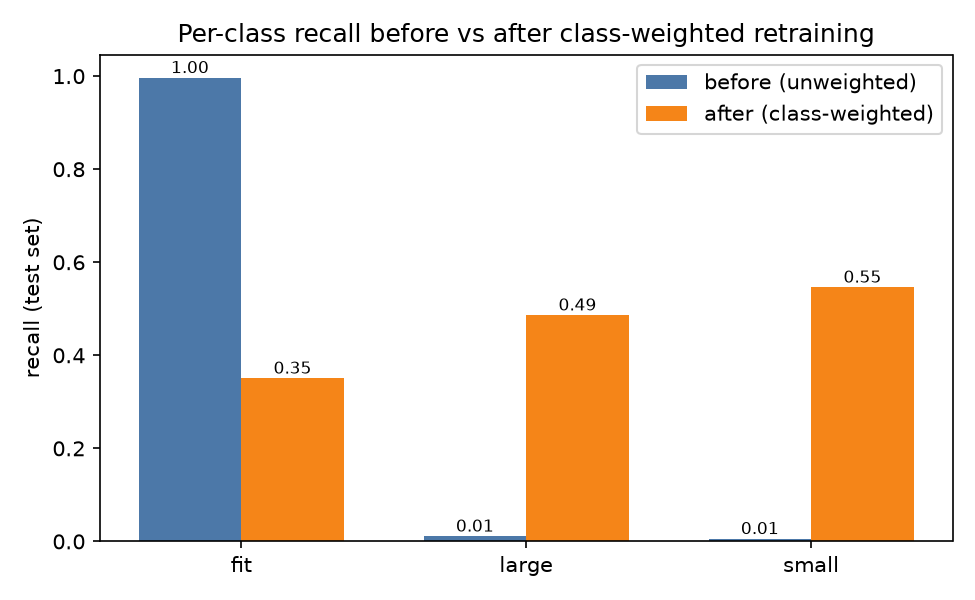 Per-class recall before vs after class-weighted retraining
before (unweighted)
after (class-weighted)
recall (test set)
1.0
0.8
0.6
0.4
0.2
0.0
1.00
0.35
0.01
0.49
0.01
0.55
fit
large
small